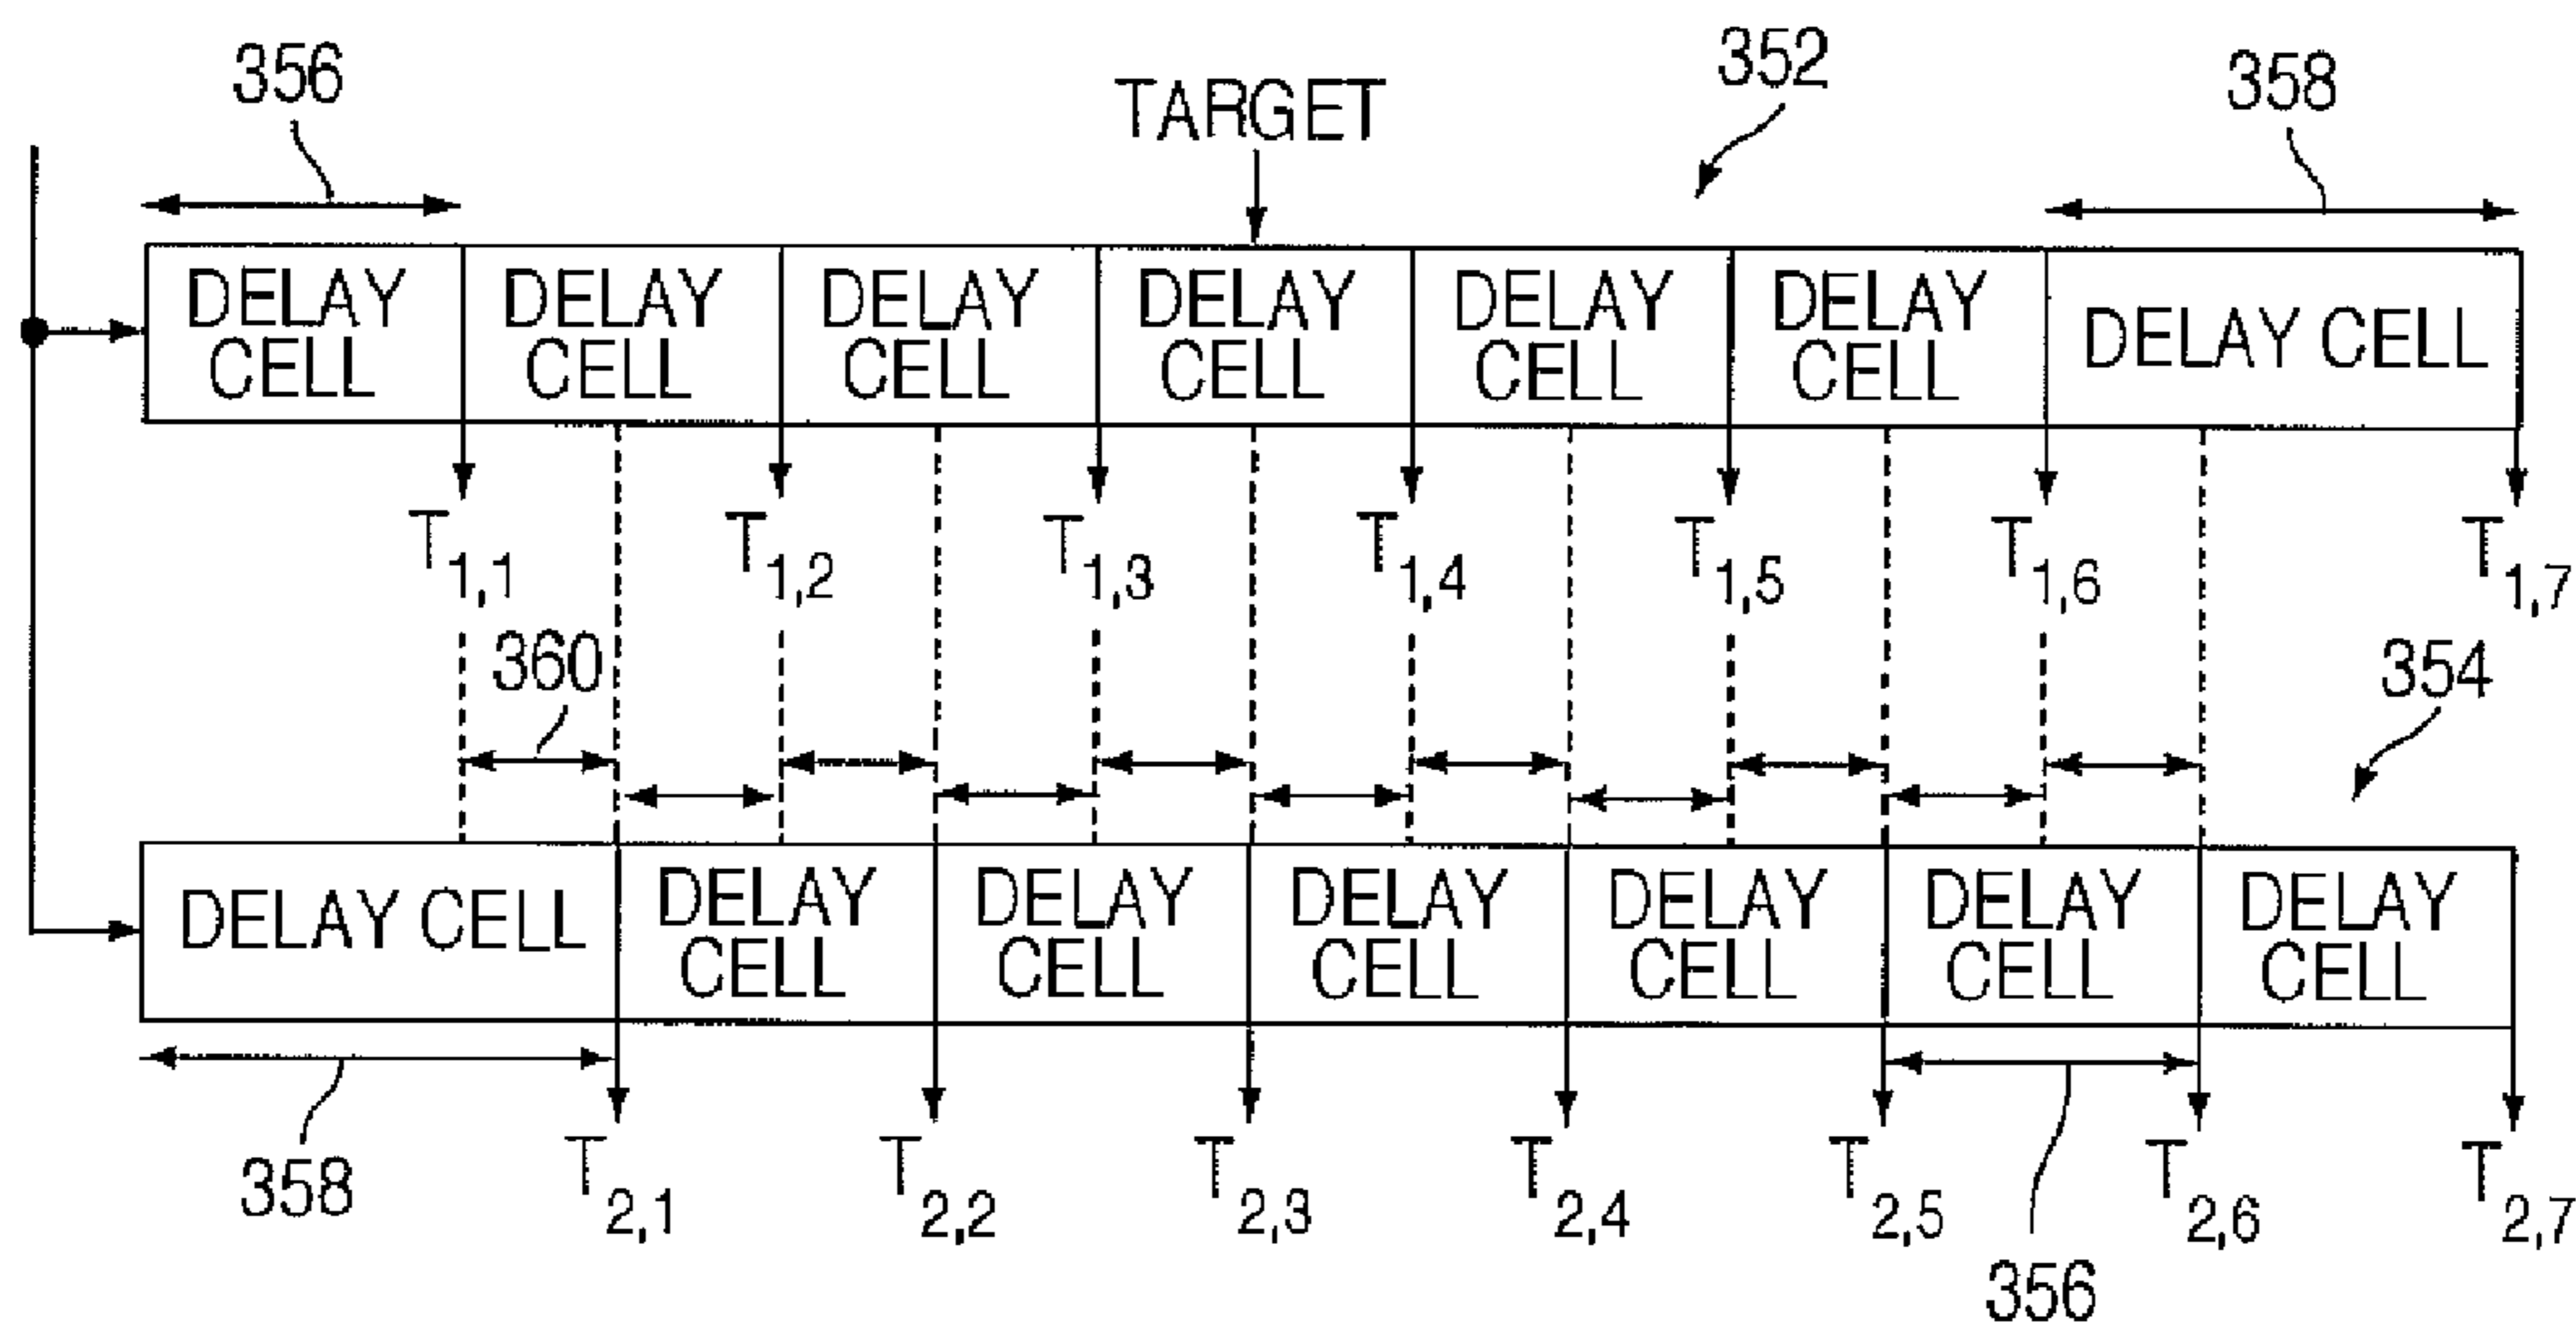 352
356
358
TARGET
DELAY CELL
DELAY CELL
DELAY CELL
DELAY CELL
DELAY CELL
DELAY CELL
DELAY CELL
T1,1
T1,2
T1,3
T1,4
T1,5
T1,6
T1,7
360
354
DELAY CELL
DELAY CELL
DELAY CELL
DELAY CELL
DELAY CELL
DELAY CELL
DELAY CELL
358
T2,1
T2,2
T2,3
T2,4
T2,5
T2,6
T2,7
356